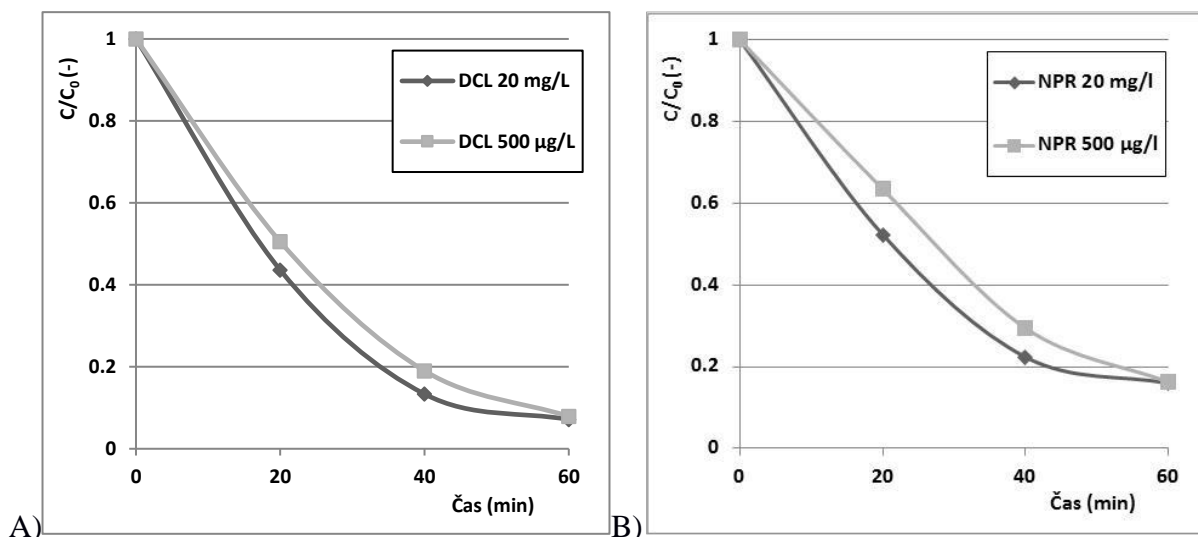 C/C₀ (-)
1
0.8
0.6
0.4
0.2
0
0
20
40
60
Čas (min)
DCL 20 mg/L
DCL 500 µg/L
A)
C/C₀ (-)
1
0.8
0.6
0.4
0.2
0
0
20
40
60
Čas (min)
NPR 20 mg/l
NPR 500 µg/l
B)